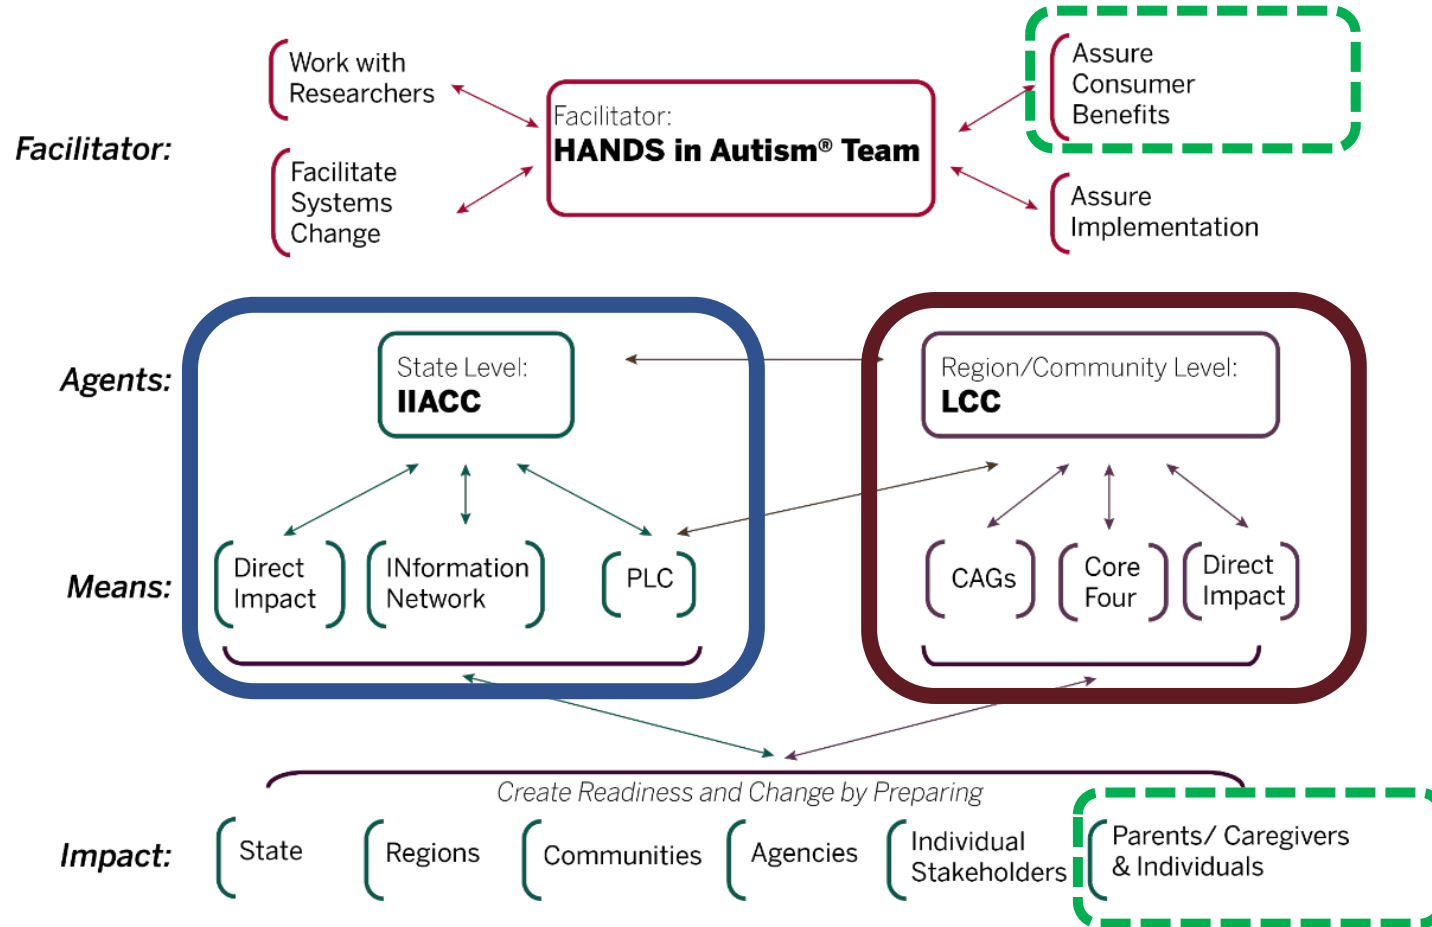 Work with
Researchers
Facilitate
Systems
Change
Facilitator:
Facilitator:
HANDS in Autism® Team
Assure
Consumer
Benefits
Assure
Implementation
Agents:
State Level:
IIACC
Region/Community Level:
LCC
Means:
Direct
Impact
INformation
Network
PLC
CAGs
Core
Four
Direct
Impact
Create Readiness and Change by Preparing
Impact:
State
Regions
Communities
Agencies
Individual
Stakeholders
Parents/ Caregivers
& Individuals